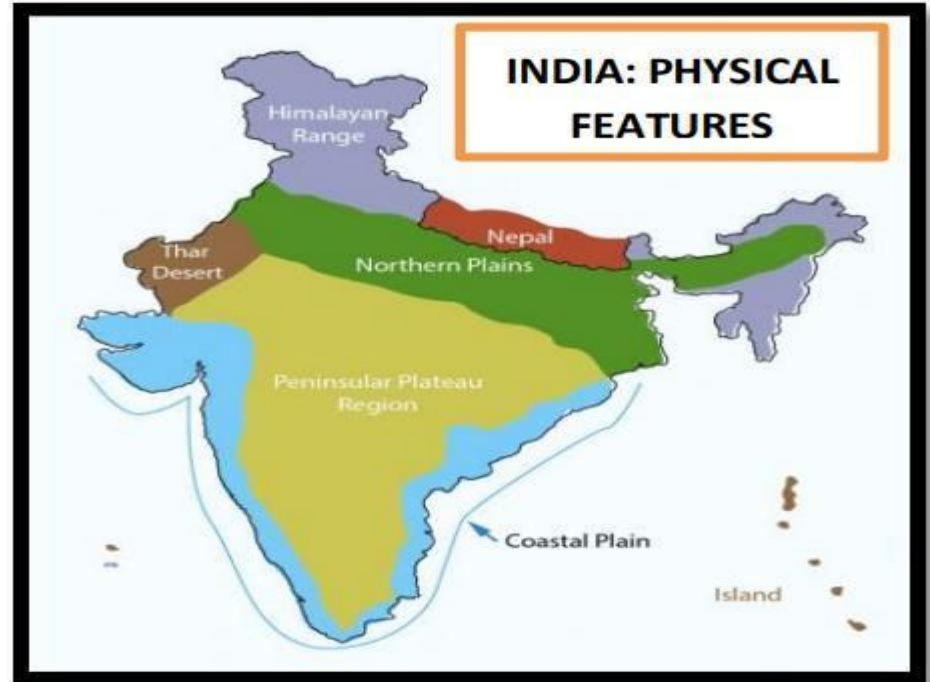 INDIA: PHYSICAL
FEATURES
Himalayan
Range
Nepal
Thar
Desert
Northern Plains
Peninsular Plateau
Region
Coastal Plain
Island